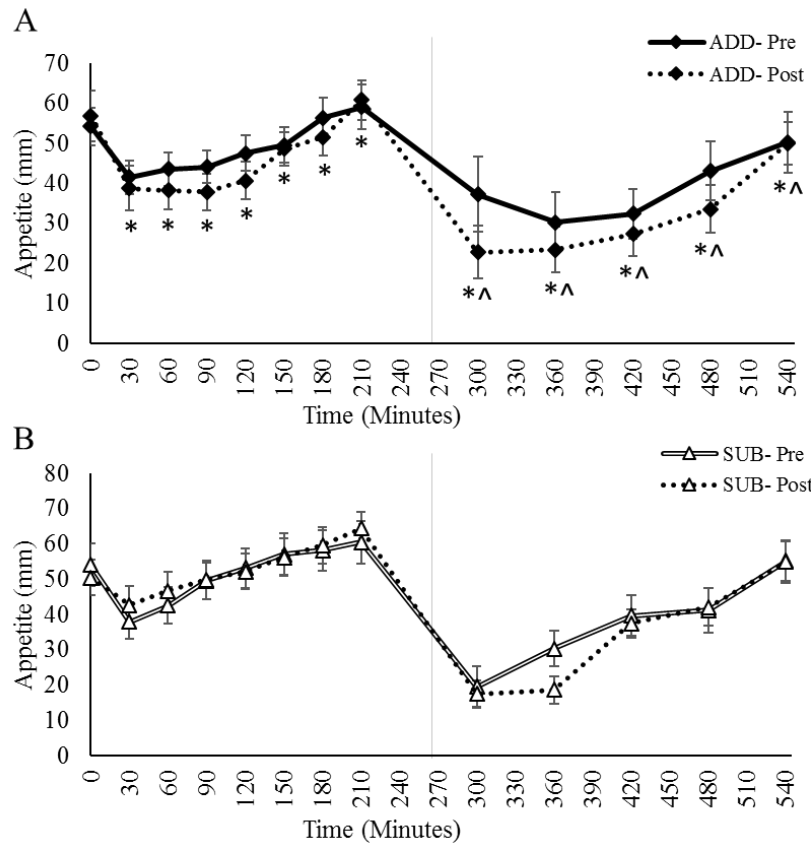 A
ADD- Pre
ADD- Post
Appetite (mm)
70
60
50
40
30
20
10
0
* * * * * * *
*^ *^ *^ *^ *^
0 30 60 90 120 150 180 210 240 270 300 330 360 390 420 450 480 510 540
Time (Minutes)
B
SUB- Pre
SUB- Post
Appetite (mm)
80
70
60
50
40
30
20
10
0
0 30 60 90 120 150 180 210 240 270 300 330 360 390 420 450 480 510 540
Time (Minutes)